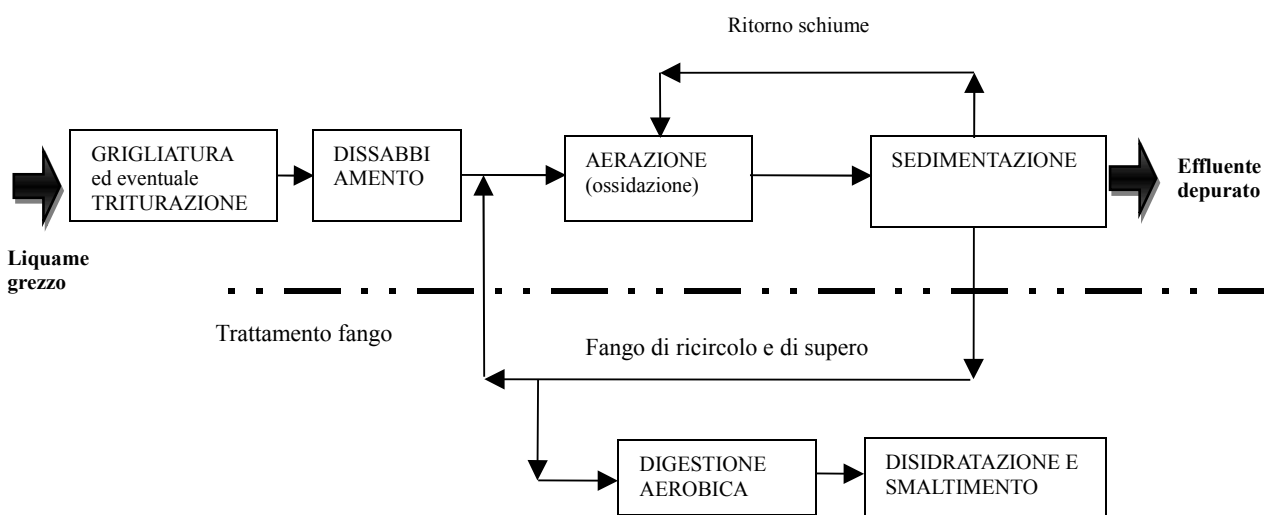 Ritorno schiume
GRIGLIATURA
ed eventuale
TRITURAZIONE
DISSABBI
AMENTO
AERAZIONE
(ossidazione)
SEDIMENTAZIONE
Effluente
depurato
Liquame
grezzo
Trattamento fango
Fango di ricircolo e di supero
DIGESTIONE
AEROBICA
DISIDRATAZIONE E
SMALTIMENTO